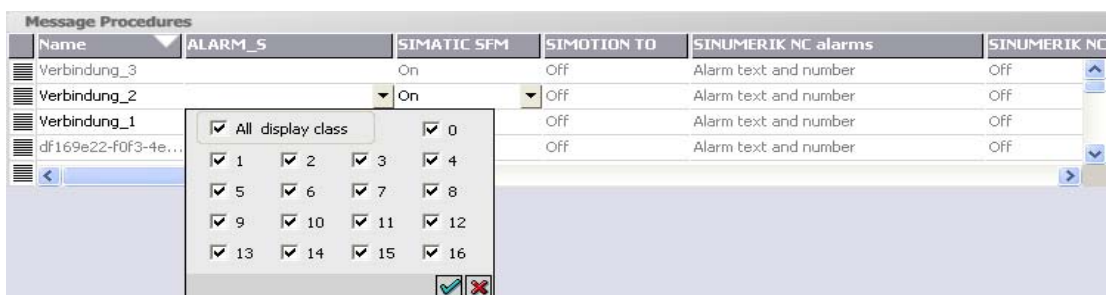 Message Procedures
Name ALARM_S SIMATIC SFM SIMOTION TO SINUMERIK NC alarms SINUMERIK NC
Verbindung_3 On Off Alarm text and number Off
Verbindung_2 On Off Alarm text and number Off
Verbindung_1 Off Alarm text and number Off
df169e22-f0f3-4e... Off Alarm text and number Off
All display class 0
1 2 3 4
5 6 7 8
9 10 11 12
13 14 15 16